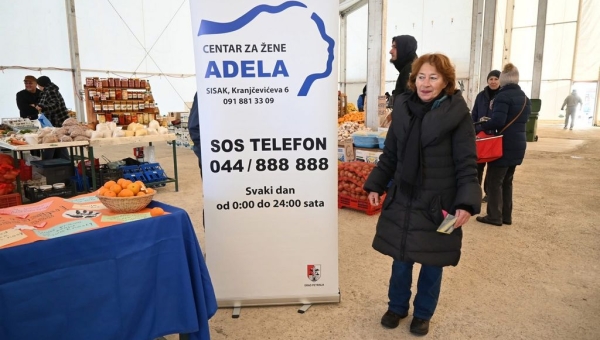 CENTAR ZA ŽENE
ADELA
SISAK, Kranjčevićeva 6
091 881 33 09
SOS TELEFON
044 / 888 888
Svaki dan
od 0:00 do 24:00 sata